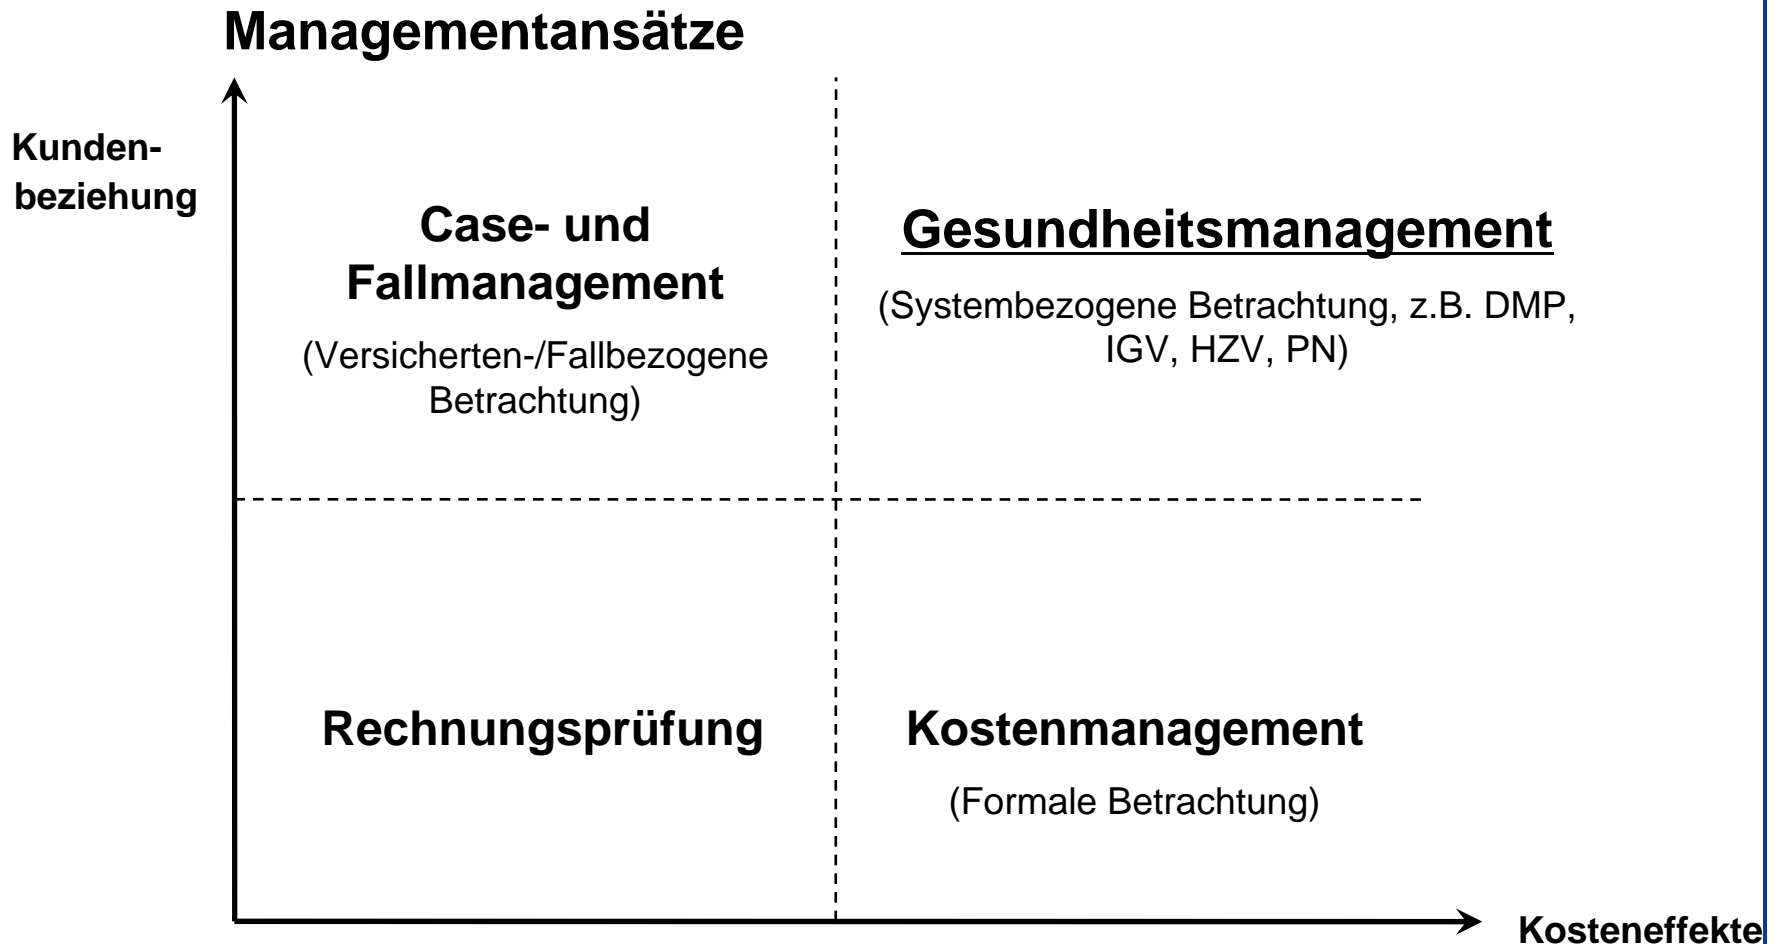 Managementansätze
Kunden-
beziehung
Case- und
Fallmanagement
(Versicherten-/Fallbezogene
Betrachtung)
Gesundheitsmanagement
(Systembezogene Betrachtung, z.B. DMP,
IGV, HZV, PN)
Rechnungsprüfung
Kostenmanagement
(Formale Betrachtung)
Kosteneffekte